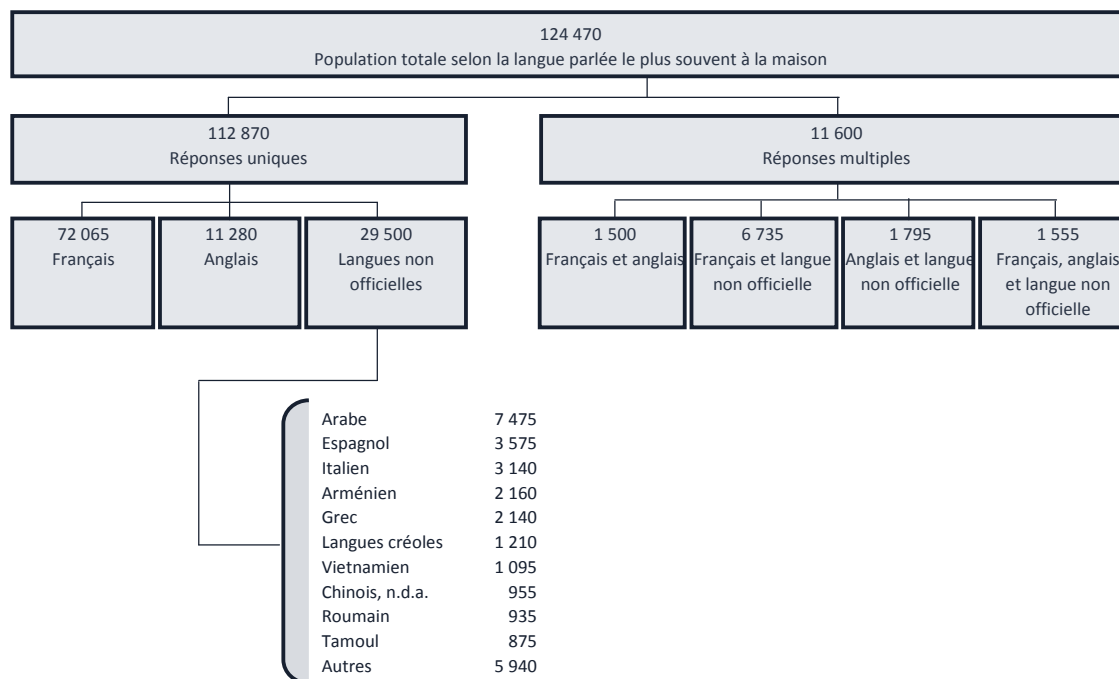 124 470
Population totale selon la langue parlée le plus souvent à la maison
112 870
Réponses uniques
11 600
Réponses multiples
72 065
Français
11 280
Anglais
29 500
Langues non
officielles
1 500
Français et anglais
6 735
Français et langue
non officielle
1 795
Anglais et langue
non officielle
1 555
Français, anglais
et langue non
officielle
Arabe 7 475
Espagnol 3 575
Italien 3 140
Arménien 2 160
Grec 2 140
Langues créoles 1 210
Vietnamien 1 095
Chinois, n.d.a. 955
Roumain 935
Tamoul 875
Autres 5 940